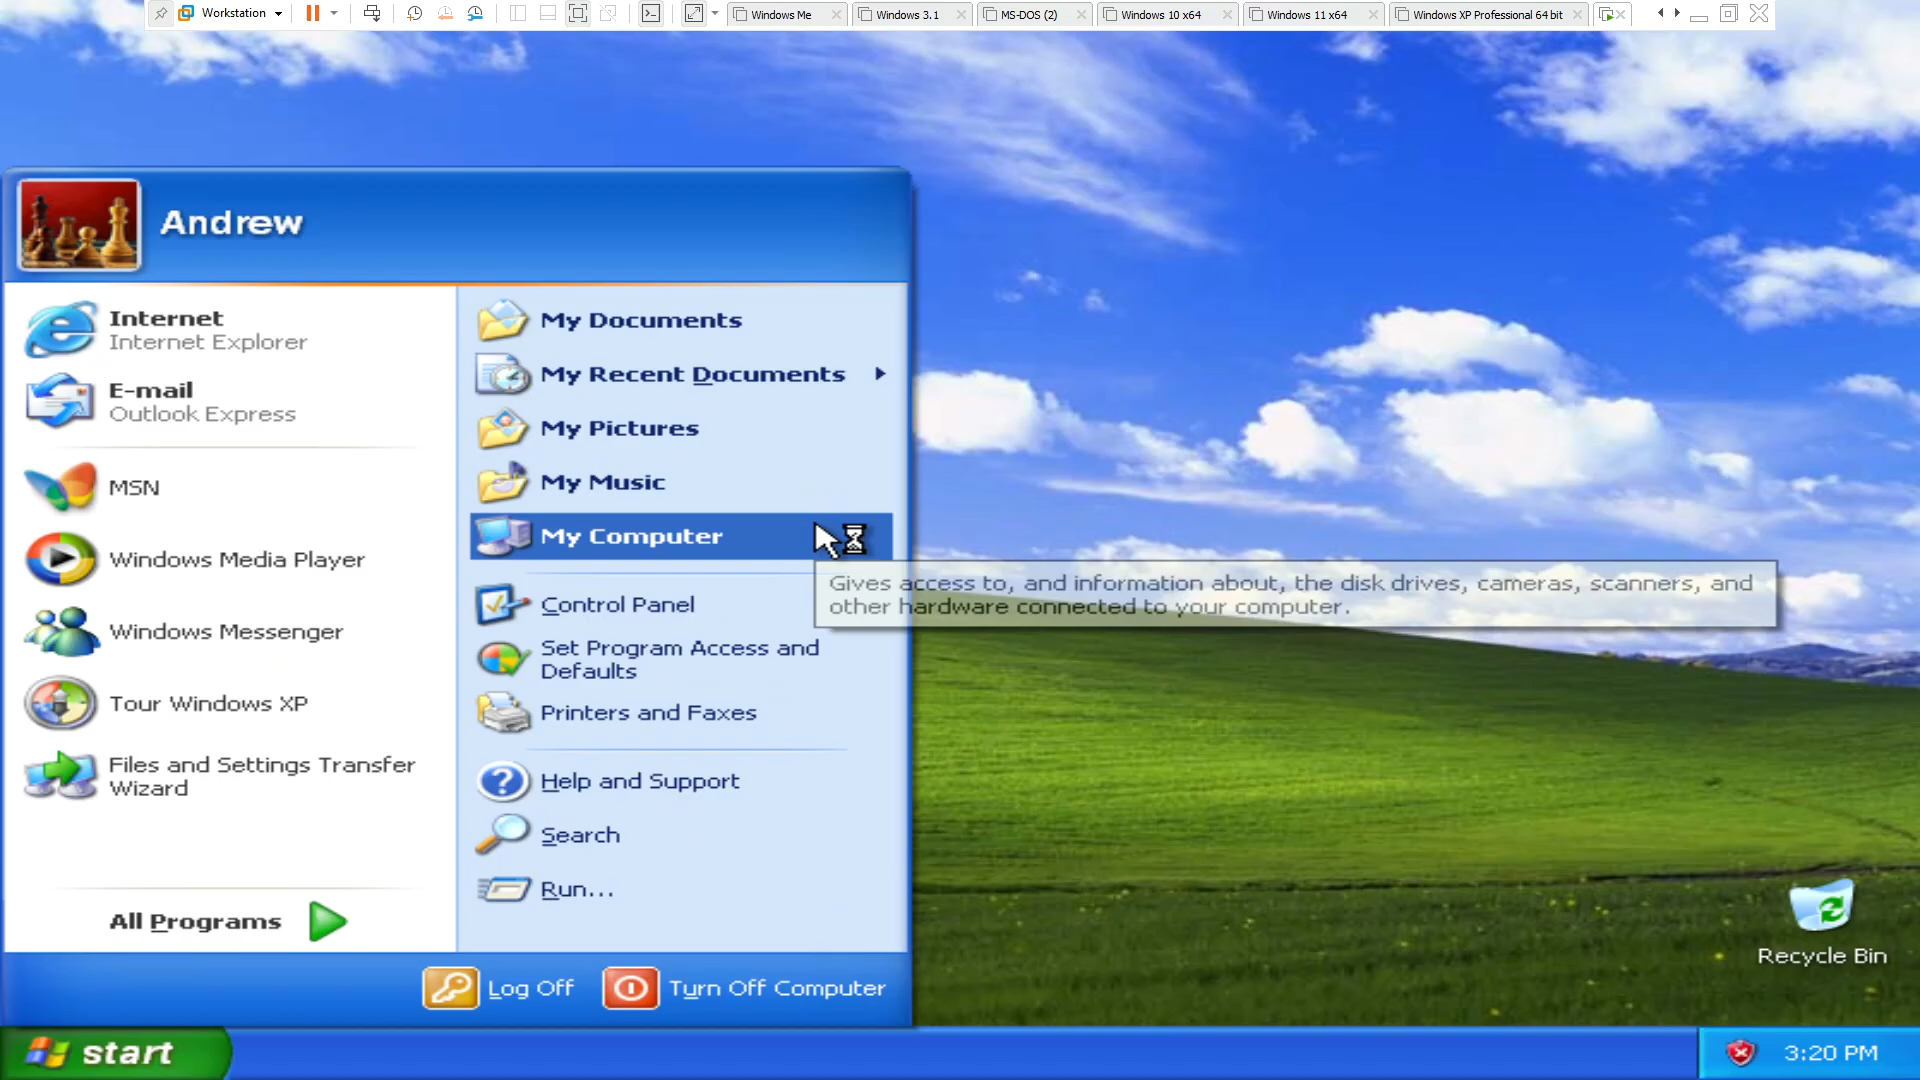 Workstation
Windows Me
Windows 3.1
MS-DOS (2)
Windows 10 x64
Windows 11 x64
Windows XP Professional 64 bit
Andrew
Internet
Internet Explorer
E-mail
Outlook Express
MSN
Windows Media Player
Windows Messenger
Tour Windows XP
Files and Settings Transfer
Wizard
All Programs
My Documents
My Recent Documents
My Pictures
My Music
My Computer
Gives access to, and information about, the disk drives, cameras, scanners, and
other hardware connected to your computer.
Control Panel
Set Program Access and
Defaults
Printers and Faxes
Help and Support
Search
Run...
Log Off
Turn Off Computer
Recycle Bin
start
3:20 PM